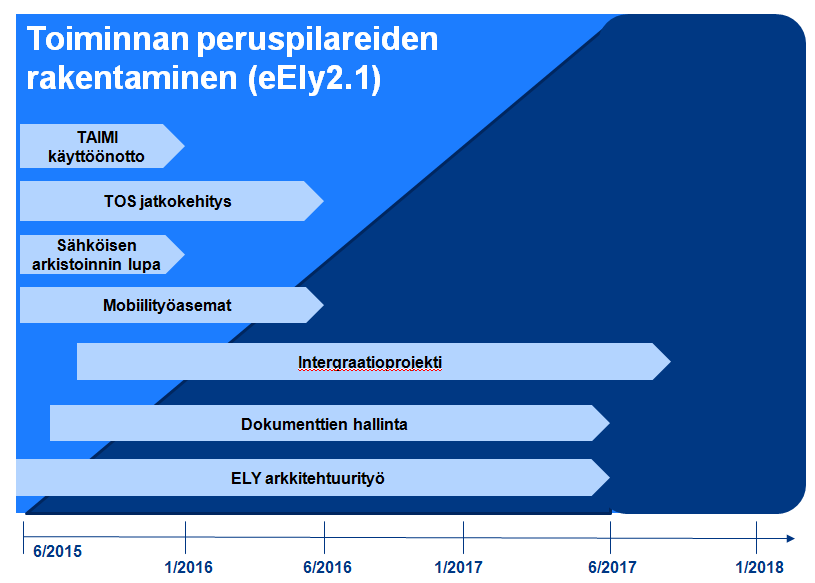 Toiminnan peruspilareiden
rakentaminen (eEly2.1)
TAIMI
käyttöönotto
TOS jatkokehitys
Sähköisen
arkistoinnin lupa
Mobiilityöasemat
Intergraatioprojekti
Dokumenttien hallinta
ELY arkkitehtuurityö
6/2015
1/2016
6/2016
1/2017
6/2017
1/2018